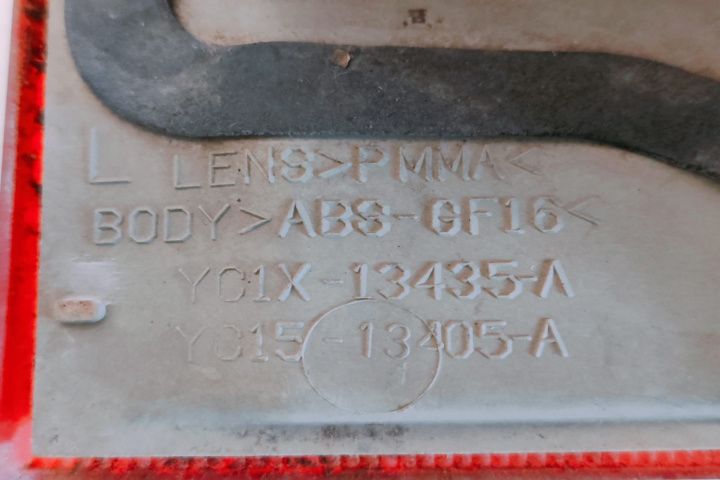 L LENS>PMMA<
BODY>ABS-GF16<
YC1X-13435-A
YC15-13405-A